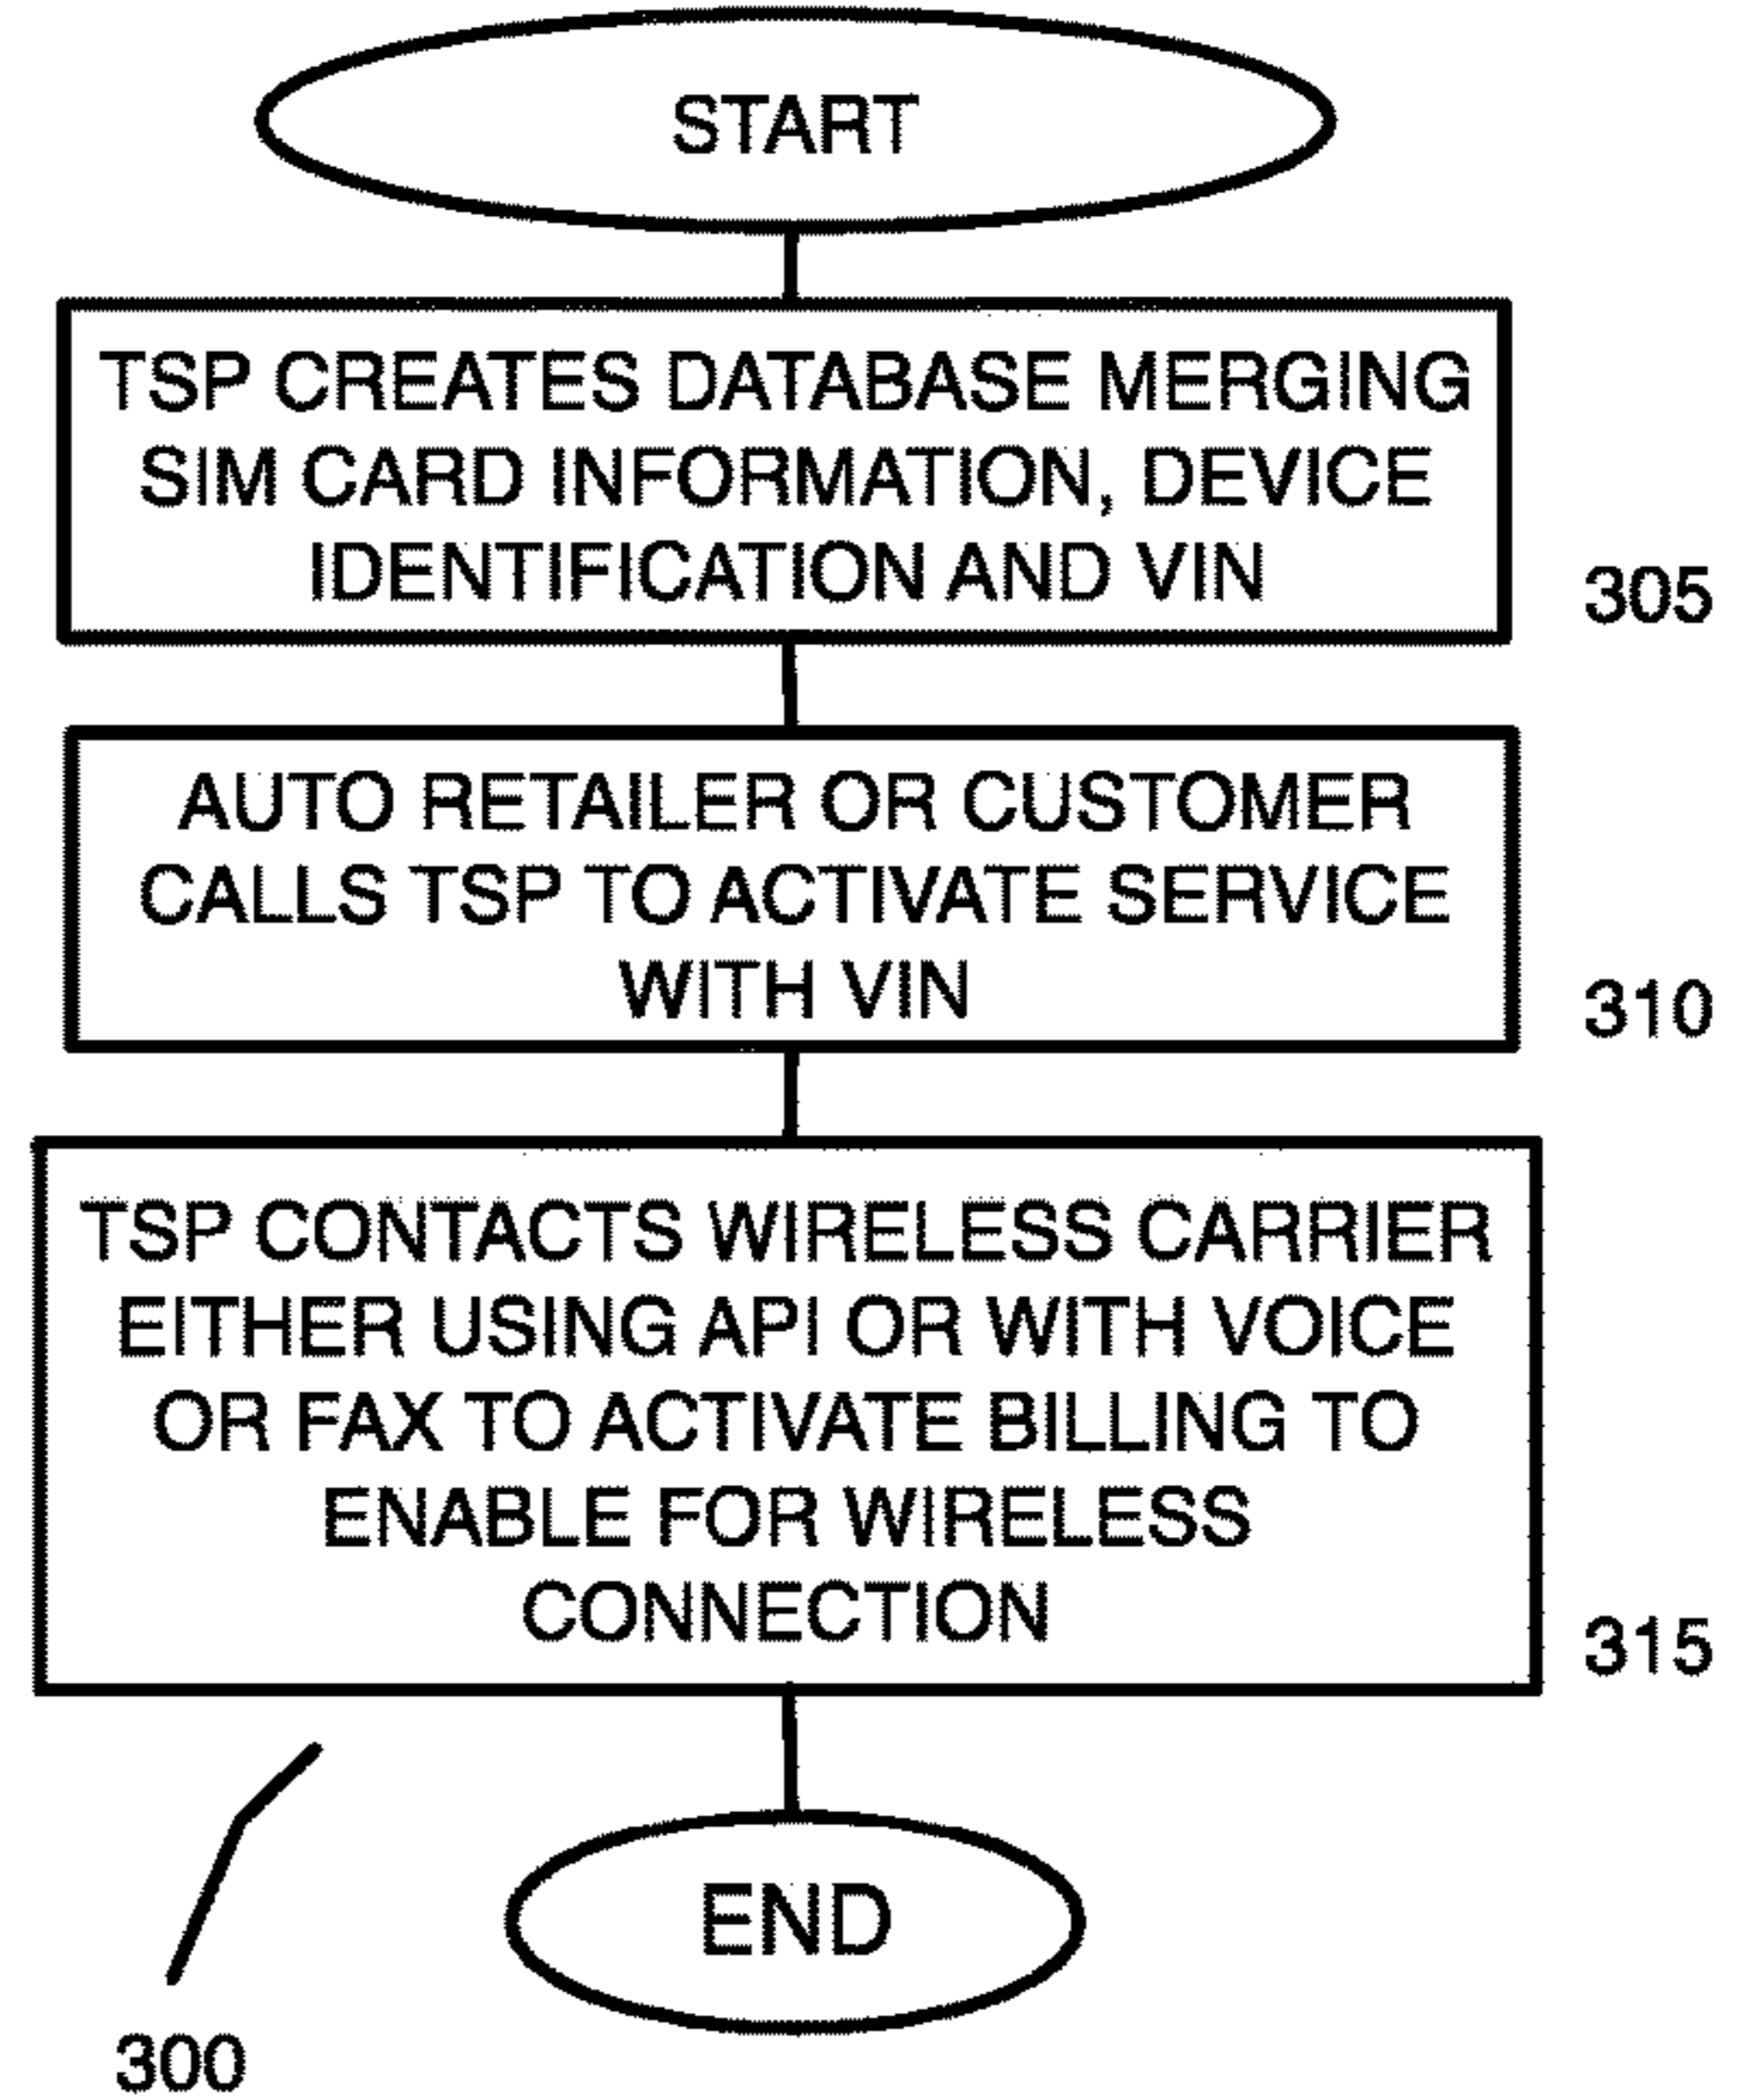 START
TSP CREATES DATABASE MERGING
SIM CARD INFORMATION, DEVICE
IDENTIFICATION AND VIN
305
AUTO RETAILER OR CUSTOMER
CALLS TSP TO ACTIVATE SERVICE
WITH VIN
310
TSP CONTACTS WIRELESS CARRIER
EITHER USING API OR WITH VOICE
OR FAX TO ACTIVATE BILLING TO
ENABLE FOR WIRELESS
CONNECTION
315
END
300